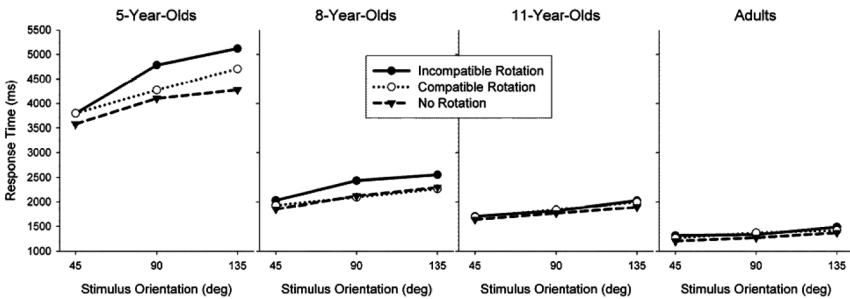 5-Year-Olds 8-Year-Olds 11-Year-Olds Adults
Response Time (ms)
5500
5000
4500
4000
3500
3000
2500
2000
1500
1000
Incompatible Rotation
Compatible Rotation
No Rotation
45 90 135 45 90 135 45 90 135 45 90 135
Stimulus Orientation (deg) Stimulus Orientation (deg) Stimulus Orientation (deg) Stimulus Orientation (deg)